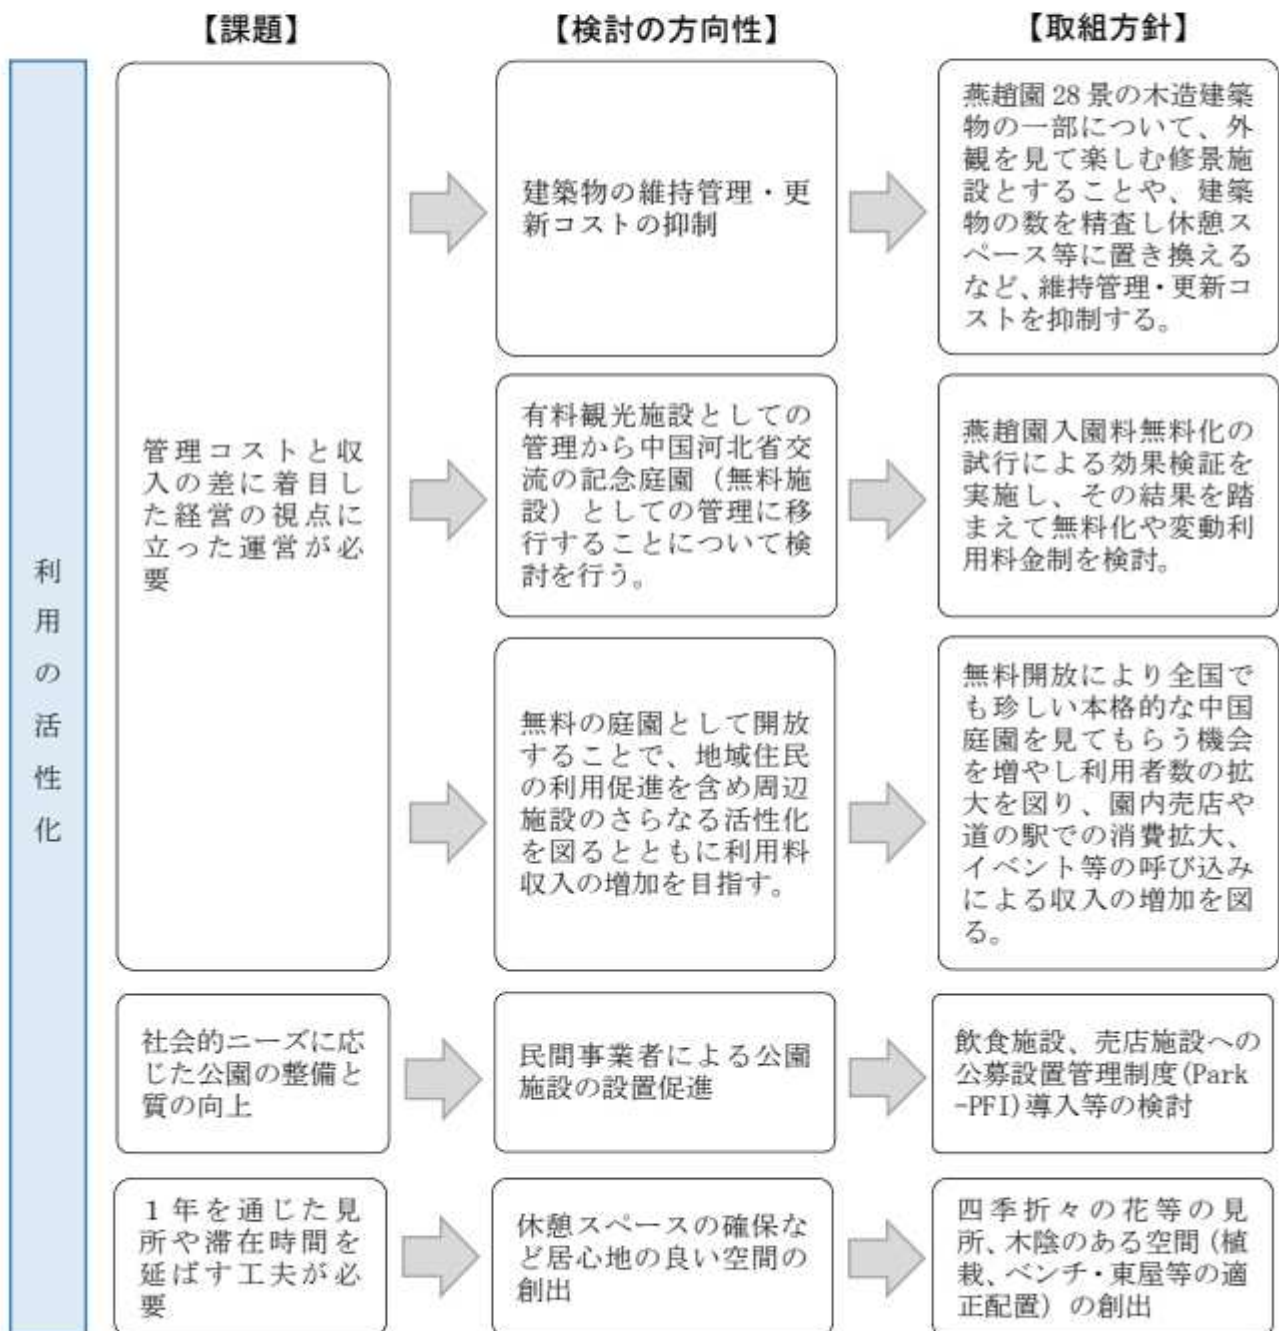 【課題】
【検討の方向性】
【取組方針】
利用の活性化
管理コストと収
入の差に着目し
た経営の視点に
立った運営が必
要
建築物の維持管理・更
新コストの抑制
燕趙園 28 景の木造建築
物の一部について、外
観を見て楽しむ修景施
設とすることや、建築
物の数を精査し休憩ス
ペース等に置き換える
など、維持管理・更新コ
ストを抑制する。
有料観光施設としての
管理から中国河北省交
流の記念庭園（無料施
設）としての管理に移
行することについて検
討を行う。
燕趙園入園料無料化の
試行による効果検証を
実施し、その結果を踏
まえて無料化や変動利
用料金制を検討。
無料の庭園として開放
することで、地域住民
の利用促進を含め周辺
施設のさらなる活性化
を図るとともに利用料
収入の増加を目指す。
無料開放により全国で
も珍しい本格的な中国
庭園を見てもらう機会
を増やし利用者数の拡
大を図り、園内売店や
道の駅での消費拡大、
イベント等の呼び込み
による収入の増加を図
る。
社会的ニーズに応
じた公園の整備と
質の向上
民間事業者による公園
施設の設置促進
飲食施設、売店施設への
公募設置管理制度(Park
-PFI)導入等の検討
1 年を通じた見
所や滞在時間を
延ばす工夫が必
要
休憩スペースの確保な
ど居心地の良い空間の
創出
四季折々の花等の見
所、木陰のある空間（植
栽、ベンチ・東屋等の適
正配置）の創出